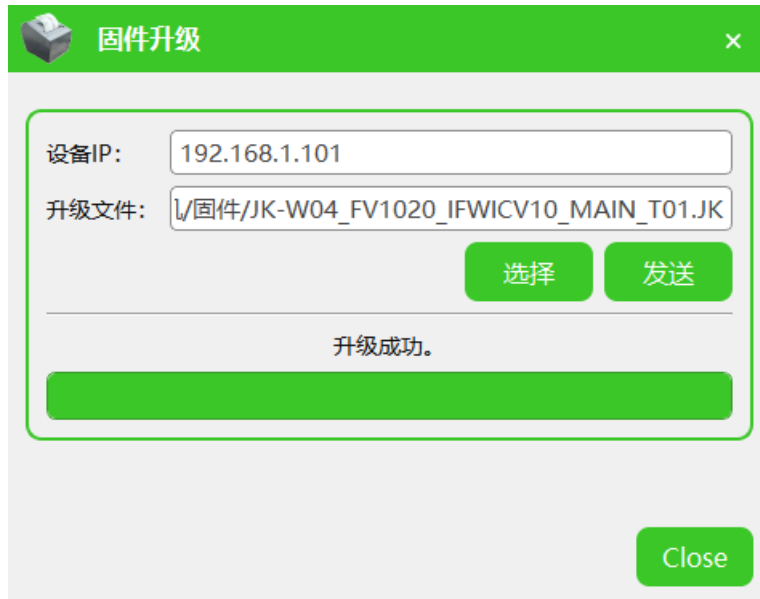 固件升级
×
设备IP: 192.168.1.101
升级文件: /固件/JK-W04_FV1020_IFWICV10_MAIN_T01.JK
选择 发送
升级成功。
Close